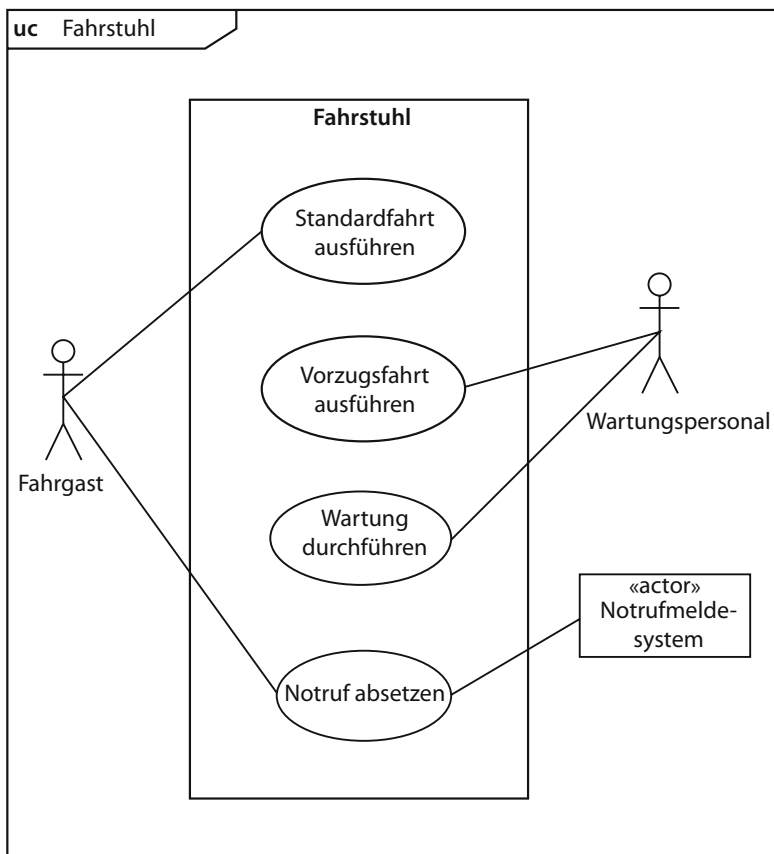 uc Fahrstuhl
Fahrstuhl
Standardfahrt
ausführen
Vorzugsfahrt
ausführen
Wartungspersonal
Fahrgast
Wartung
durchführen
«actor»
Notrufmelde-
system
Notruf absetzen